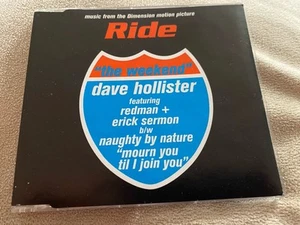 music from the Dimension motion picture
Ride
"the weekend"
dave hollister
featuring
redman +
erick sermon
b/w
naughty by nature
"mourn you
til I join you"